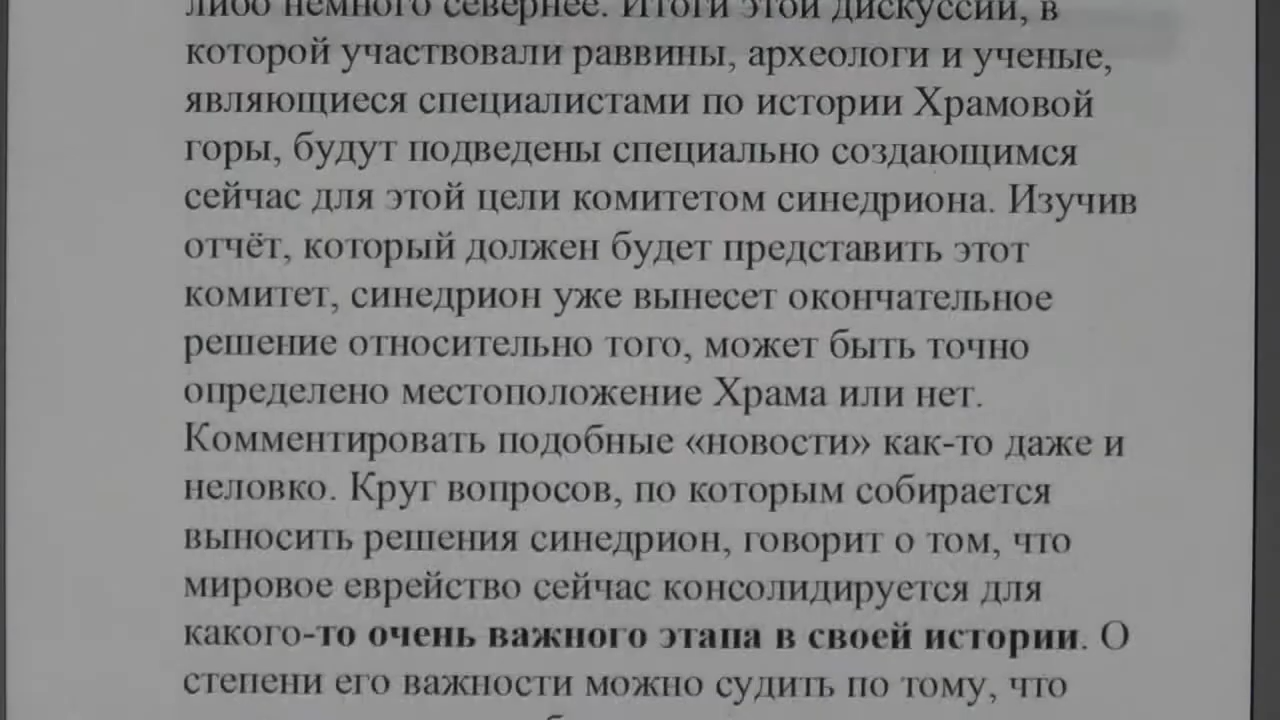 либо немного севернее. Итоги этой дискуссии, в
которой участвовали раввины, археологи и ученые,
являющиеся специалистами по истории Храмовой
горы, будут подведены специально создающимся
сейчас для этой цели комитетом синедриона. Изучив
отчёт, который должен будет представить этот
комитет, синедрион уже вынесет окончательное
решение относительно того, может быть точно
определено местоположение Храма или нет.
Комментировать подобные «новости» как-то даже и
неловко. Круг вопросов, по которым собирается
выносить решения синедрион, говорит о том, что
мировое еврейство сейчас консолидируется для
какого-то очень важного этапа в своей истории. О
степени его важности можно судить по тому, что